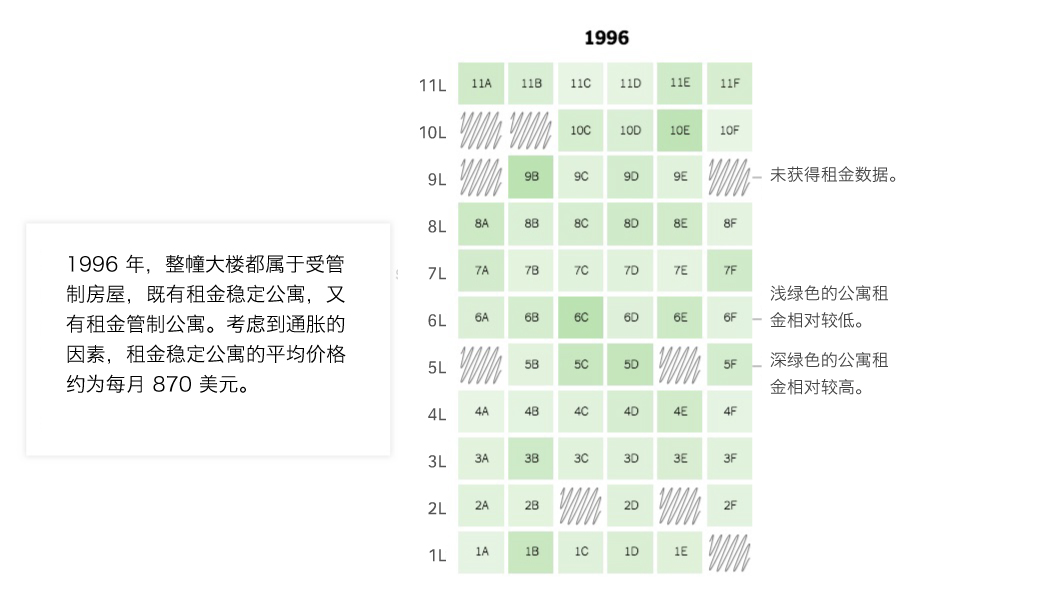 1996
11L 11A 11B 11C 11D 11E 11F
10L 10C 10D 10E 10F
9L 9B 9C 9D 9E
未获得租金数据。
8L 8A 8B 8C 8D 8E 8F
7L 7A 7B 7C 7D 7E 7F
6L 6A 6B 6C 6D 6E 6F
5L 5B 5C 5D 5F
4L 4A 4B 4C 4D 4E 4F
3L 3A 3B 3C 3D 3E 3F
2L 2A 2B 2D 2F
1L 1A 1B 1C 1D 1E
浅绿色的公寓租
金相对较低。
深绿色的公寓租
金相对较高。
1996 年，整幢大楼都属于受管
制房屋，既有租金稳定公寓，又
有租金管制公寓。考虑到通胀的
因素，租金稳定公寓的平均价格
约为每月 870 美元。